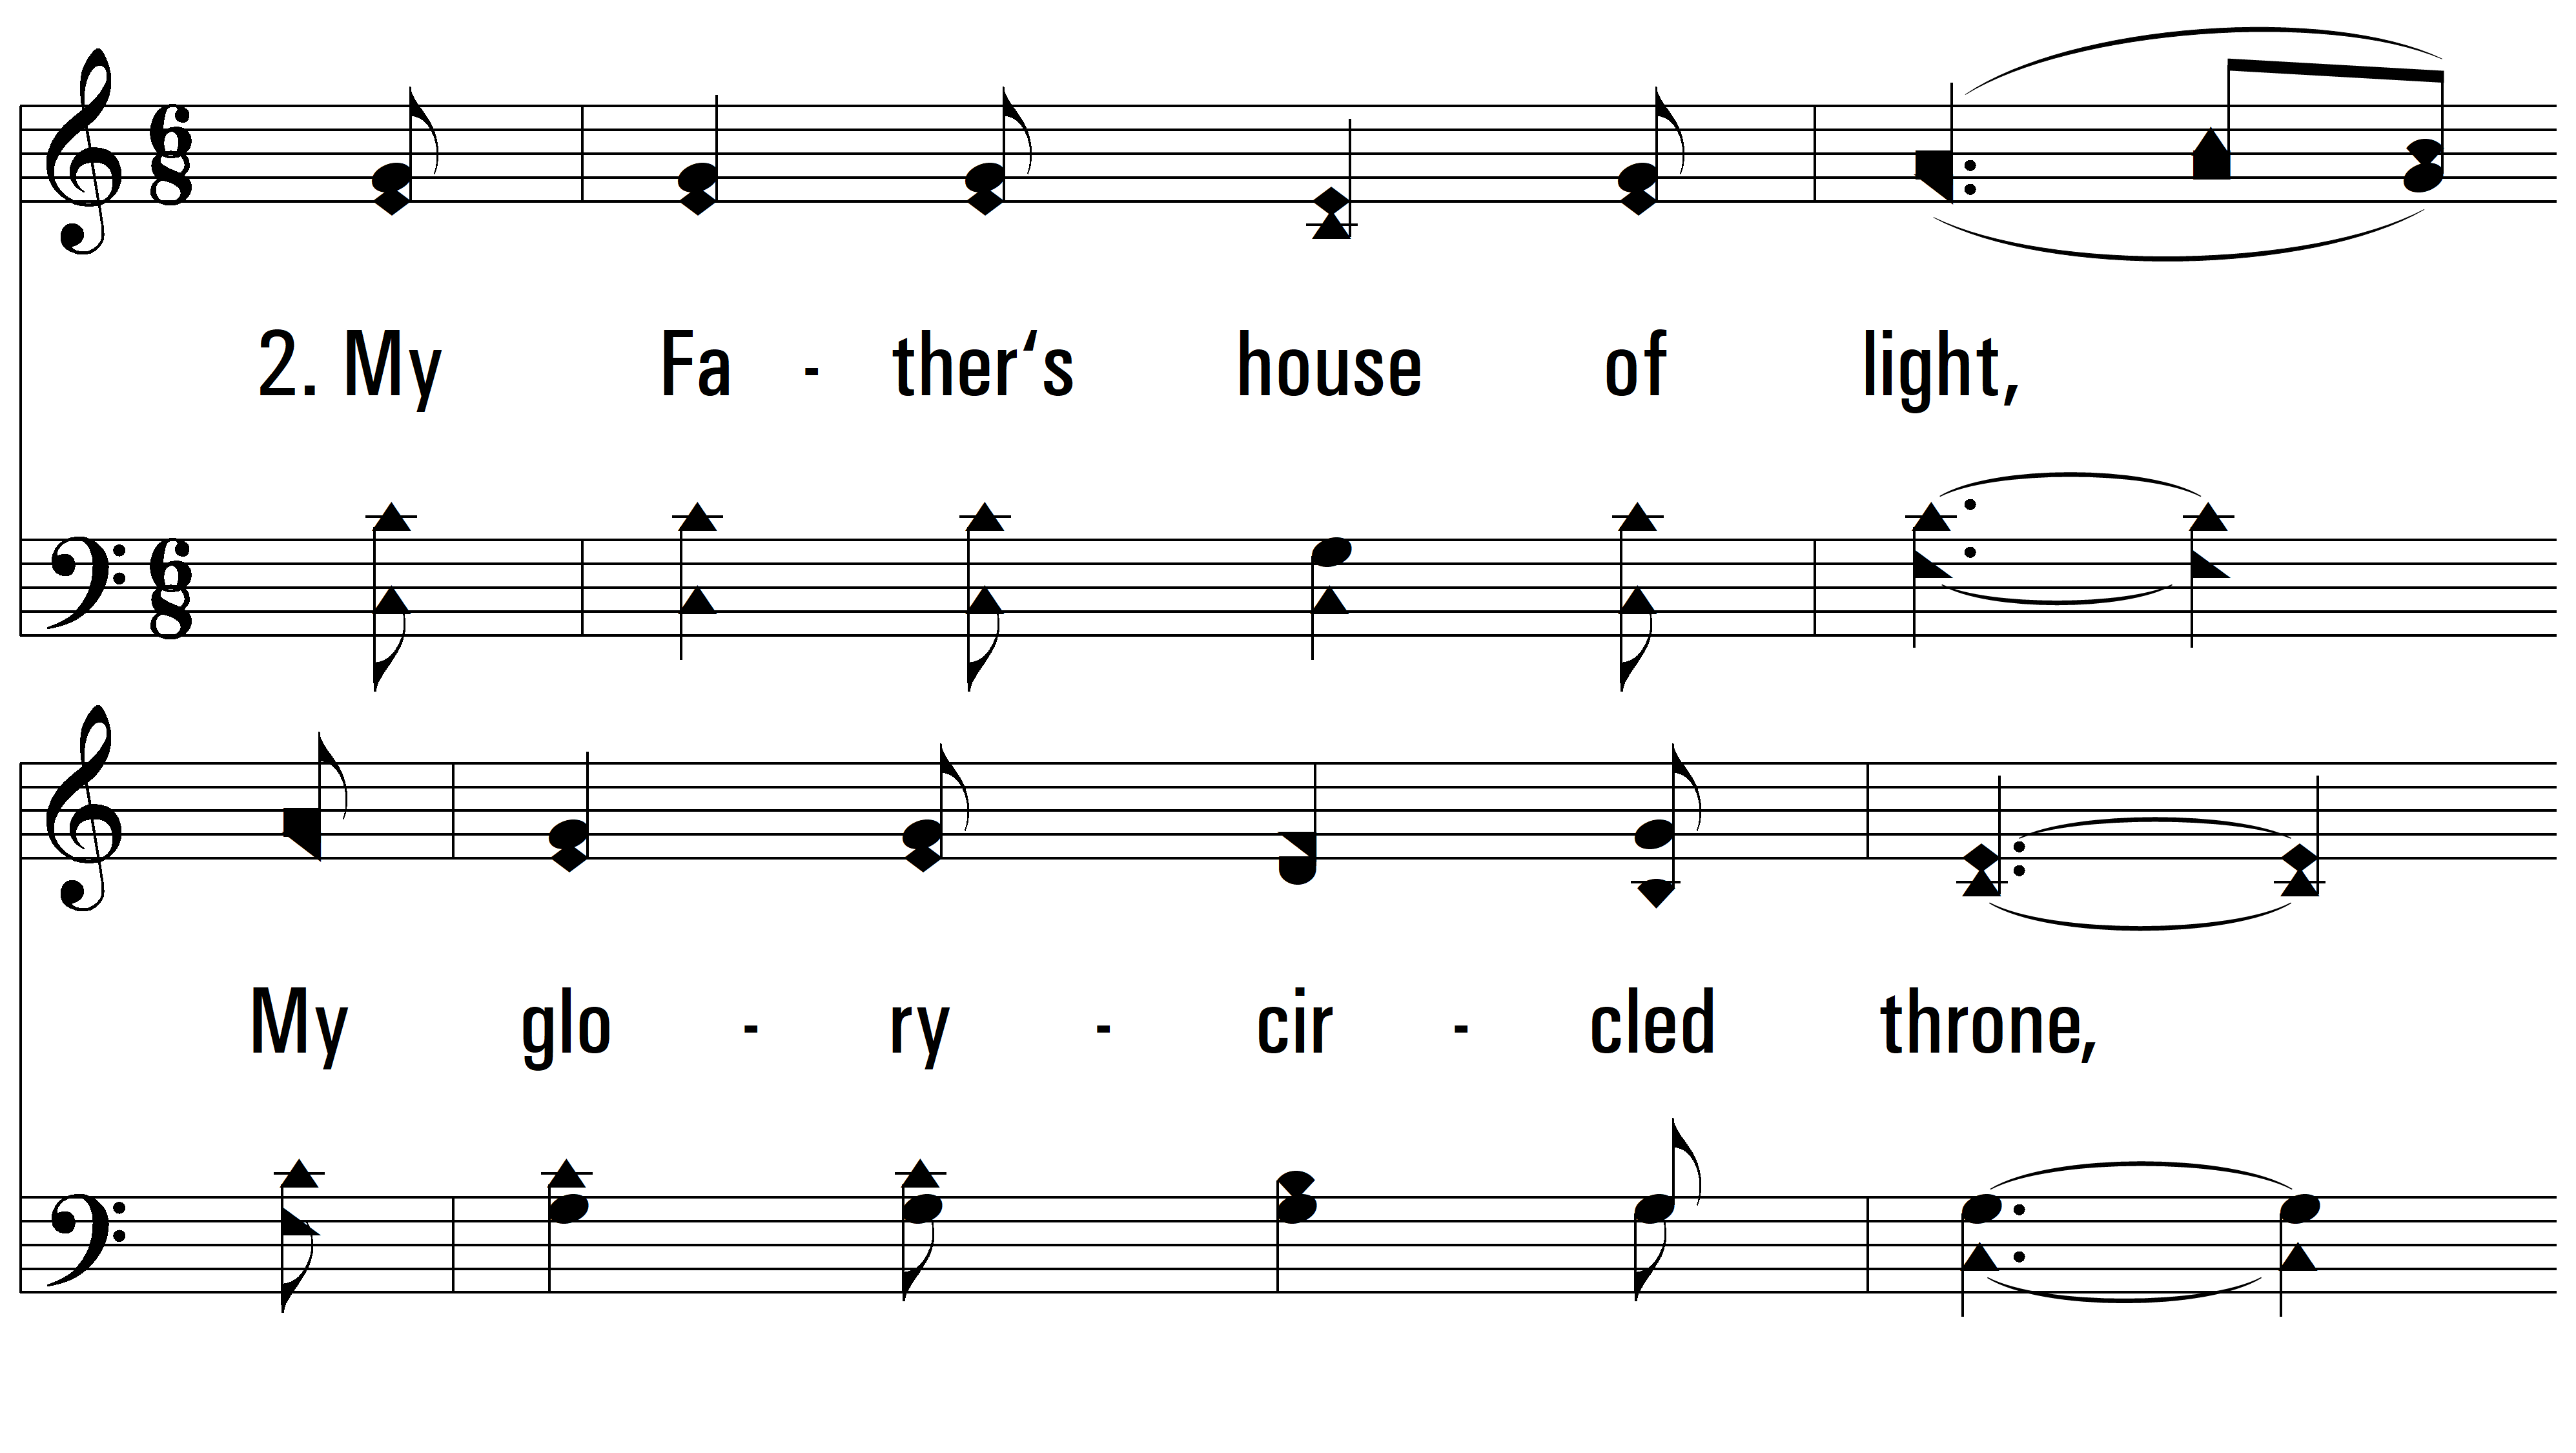 2. My Fa - ther‘s house of light,
My glo - ry - cir - cled throne,